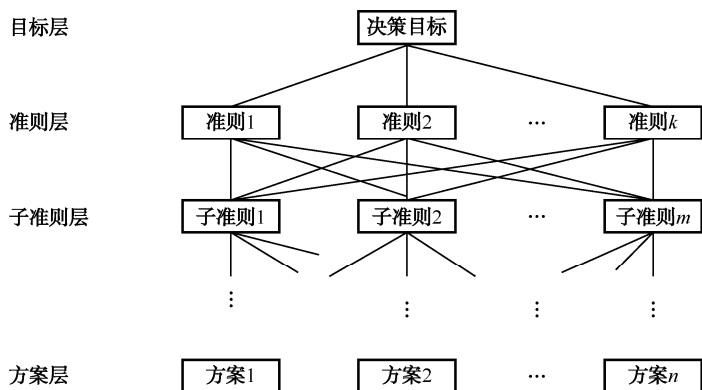 目标层 决策目标
准则层 准则1 准则2 … 准则k
子准则层 子准则1 子准则2 … 子准则m
⋮ ⋮ ⋮ ⋮
方案层 方案1 方案2 … 方案n